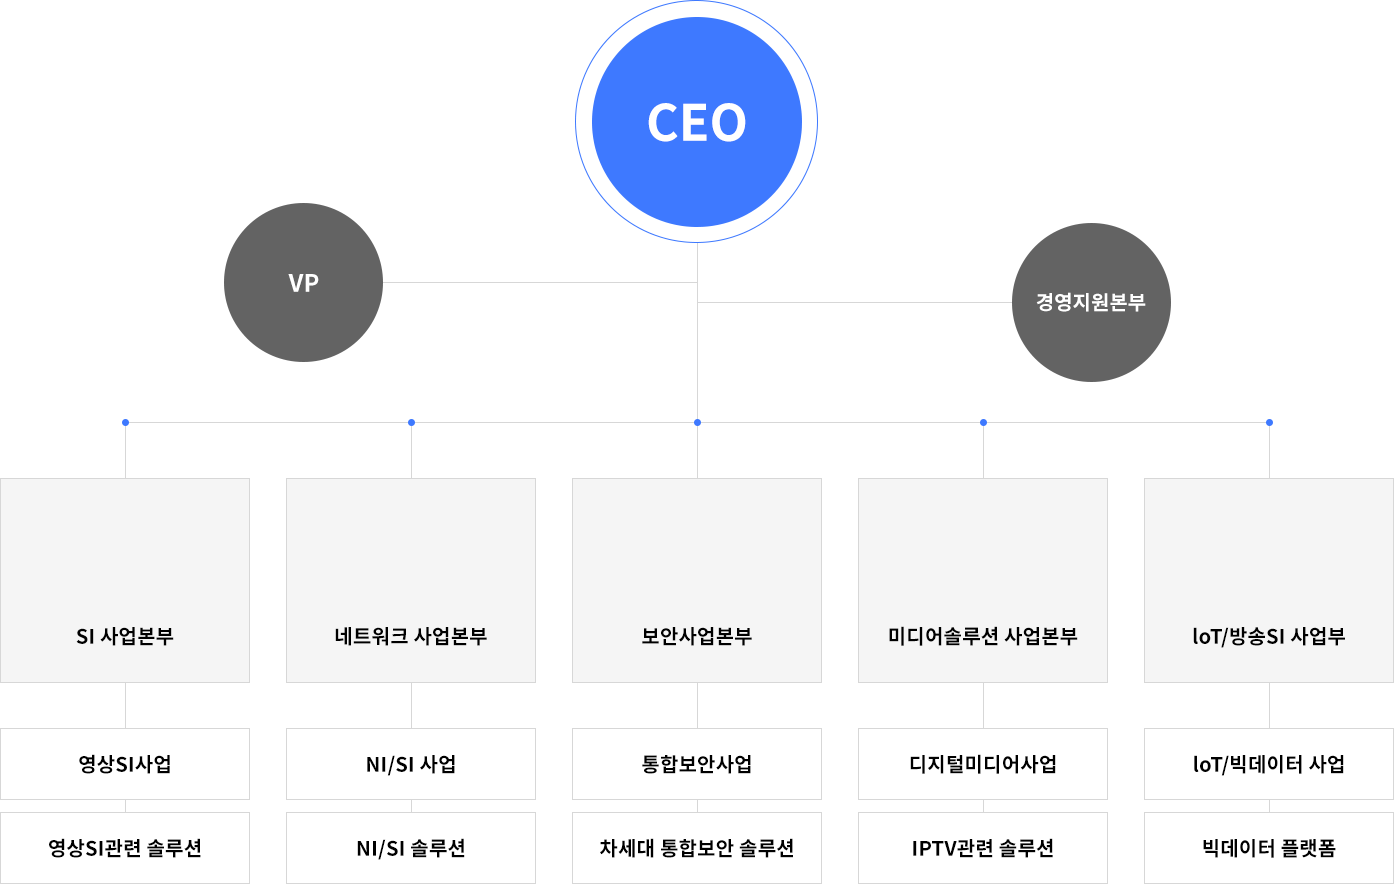 CEO
VP
경영지원본부
SI 사업본부
네트워크 사업본부
보안사업본부
미디어솔루션 사업본부
loT/방송SI 사업부
영상SI사업
NI/SI 사업
통합보안사업
디지털미디어사업
loT/빅데이터 사업
영상SI관련 솔루션
NI/SI 솔루션
차세대 통합보안 솔루션
IPTV관련 솔루션
빅데이터 플랫폼